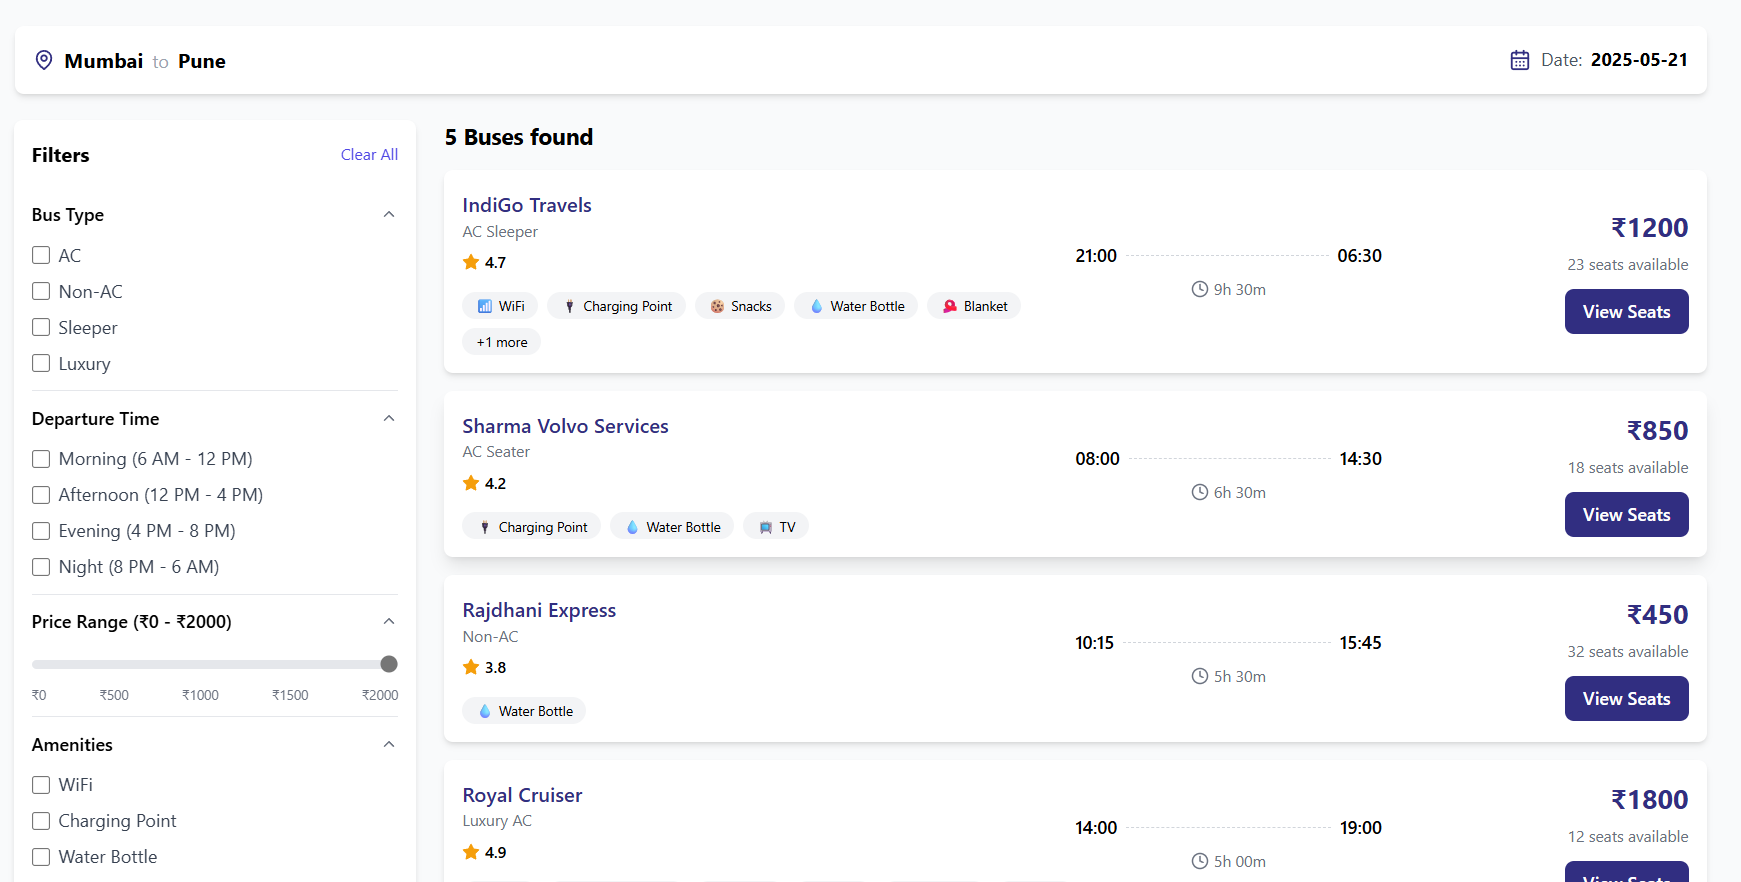 Mumbai to Pune
Date: 2025-05-21
Filters
Clear All
Bus Type
AC
Non-AC
Sleeper
Luxury
Departure Time
Morning (6 AM - 12 PM)
Afternoon (12 PM - 4 PM)
Evening (4 PM - 8 PM)
Night (8 PM - 6 AM)
Price Range (₹0 - ₹2000)
₹0 ₹500 ₹1000 ₹1500 ₹2000
Amenities
WiFi
Charging Point
Water Bottle
5 Buses found
IndiGo Travels
AC Sleeper
4.7
WiFi Charging Point Snacks Water Bottle Blanket
+1 more
21:00 06:30
9h 30m
₹1200
23 seats available
View Seats
Sharma Volvo Services
AC Seater
4.2
Charging Point Water Bottle TV
08:00 14:30
6h 30m
₹850
18 seats available
View Seats
Rajdhani Express
Non-AC
3.8
Water Bottle
10:15 15:45
5h 30m
₹450
32 seats available
View Seats
Royal Cruiser
Luxury AC
4.9
14:00 19:00
5h 00m
₹1800
12 seats available
View Seats